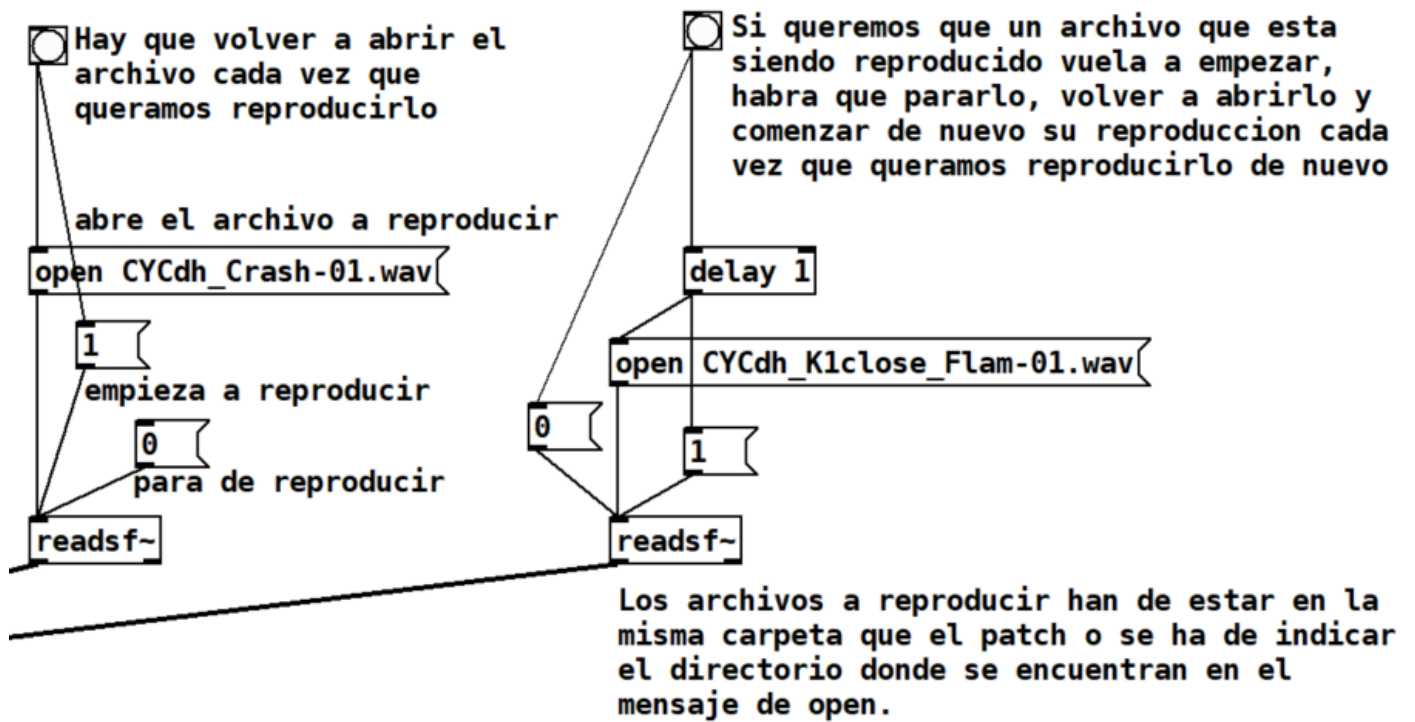 Hay que volver a abrir el
archivo cada vez que
queramos reproducirlo
abre el archivo a reproducir
open CYCdh_Crash-01.wav
1
empieza a reproducir
0
para de reproducir
readsf~
Si queremos que un archivo que esta
siendo reproducido vuela a empezar,
habra que pararlo, volver a abrirlo y
comenzar de nuevo su reproduccion cada
vez que queramos reproducirlo de nuevo
delay 1
open CYCdh_K1close_Flam-01.wav
0
1
readsf~
Los archivos a reproducir han de estar en la
misma carpeta que el patch o se ha de indicar
el directorio donde se encuentran en el
mensaje de open.